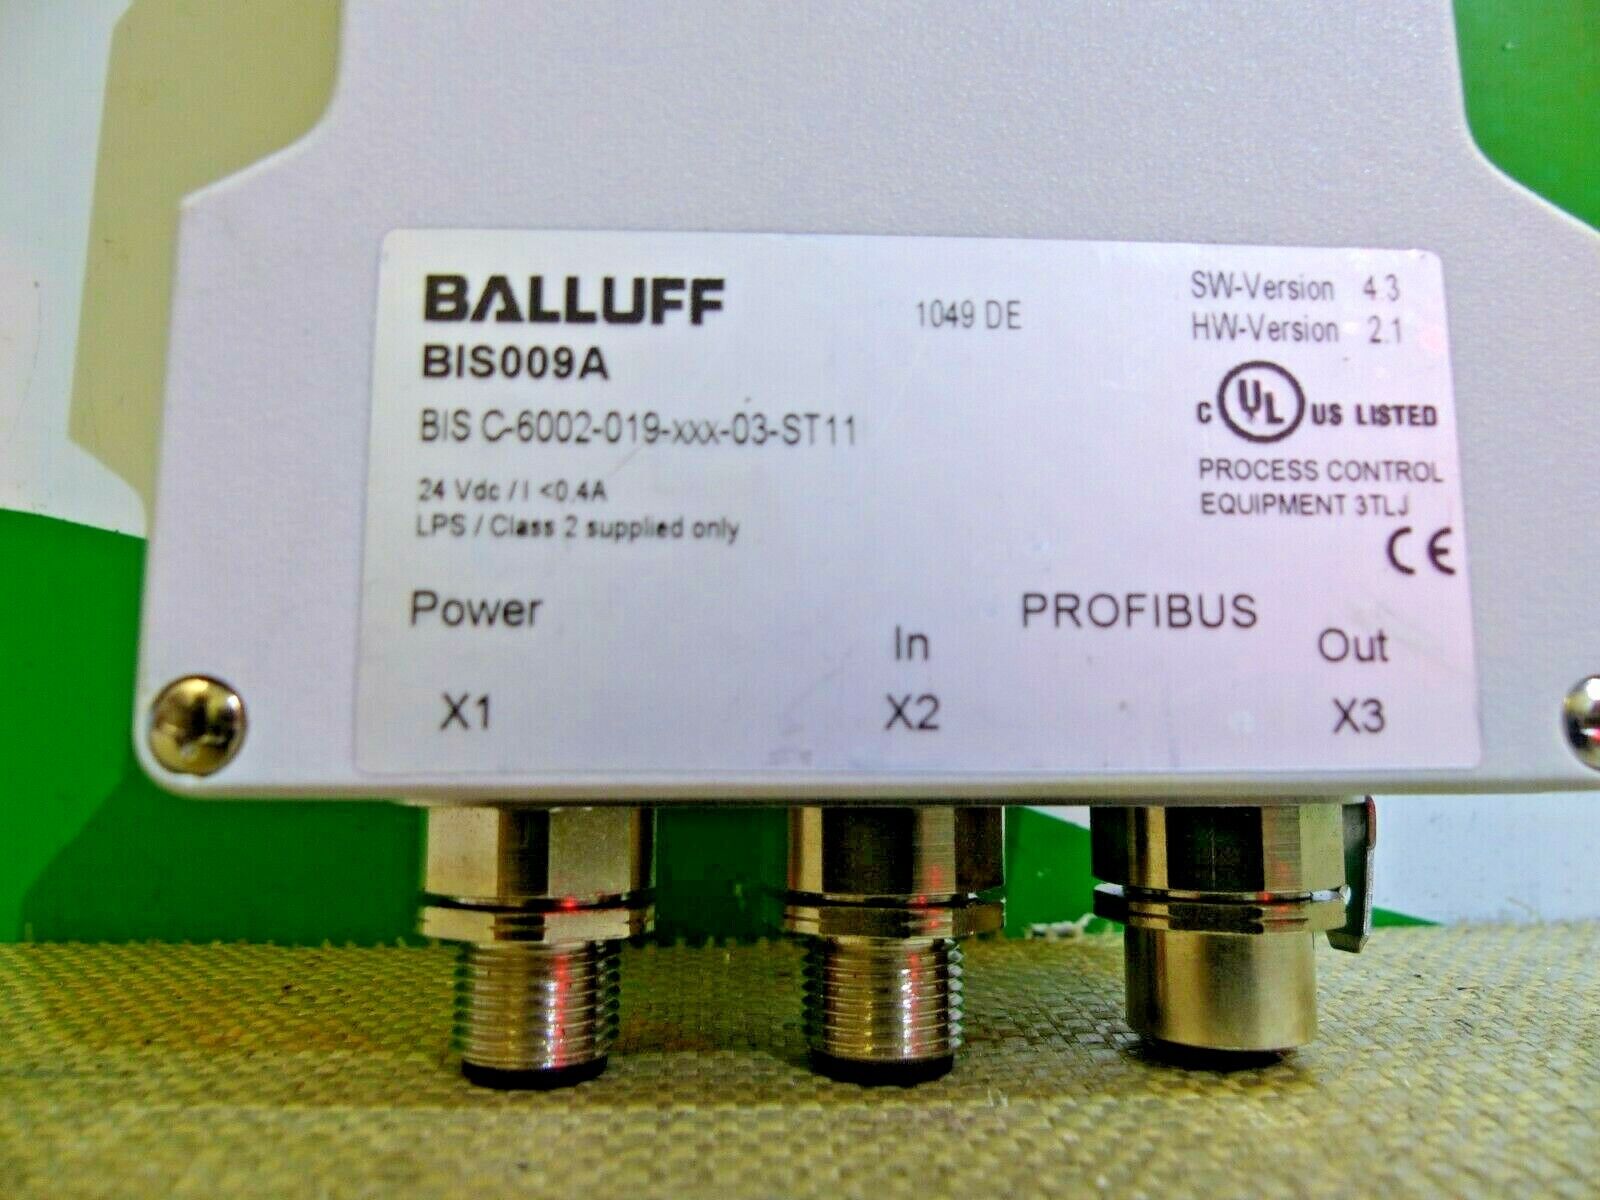 BALLUFF
1049 DE
SW-Version 4.3
HW-Version 2.1
BIS009A
BIS C-6002-019-xxx-03-ST11
C UL US LISTED
PROCESS CONTROL
EQUIPMENT 3TLJ
24 Vdc / I <0.4A
LPS / Class 2 supplied only
CE
Power
PROFIBUS
In
Out
X1
X2
X3